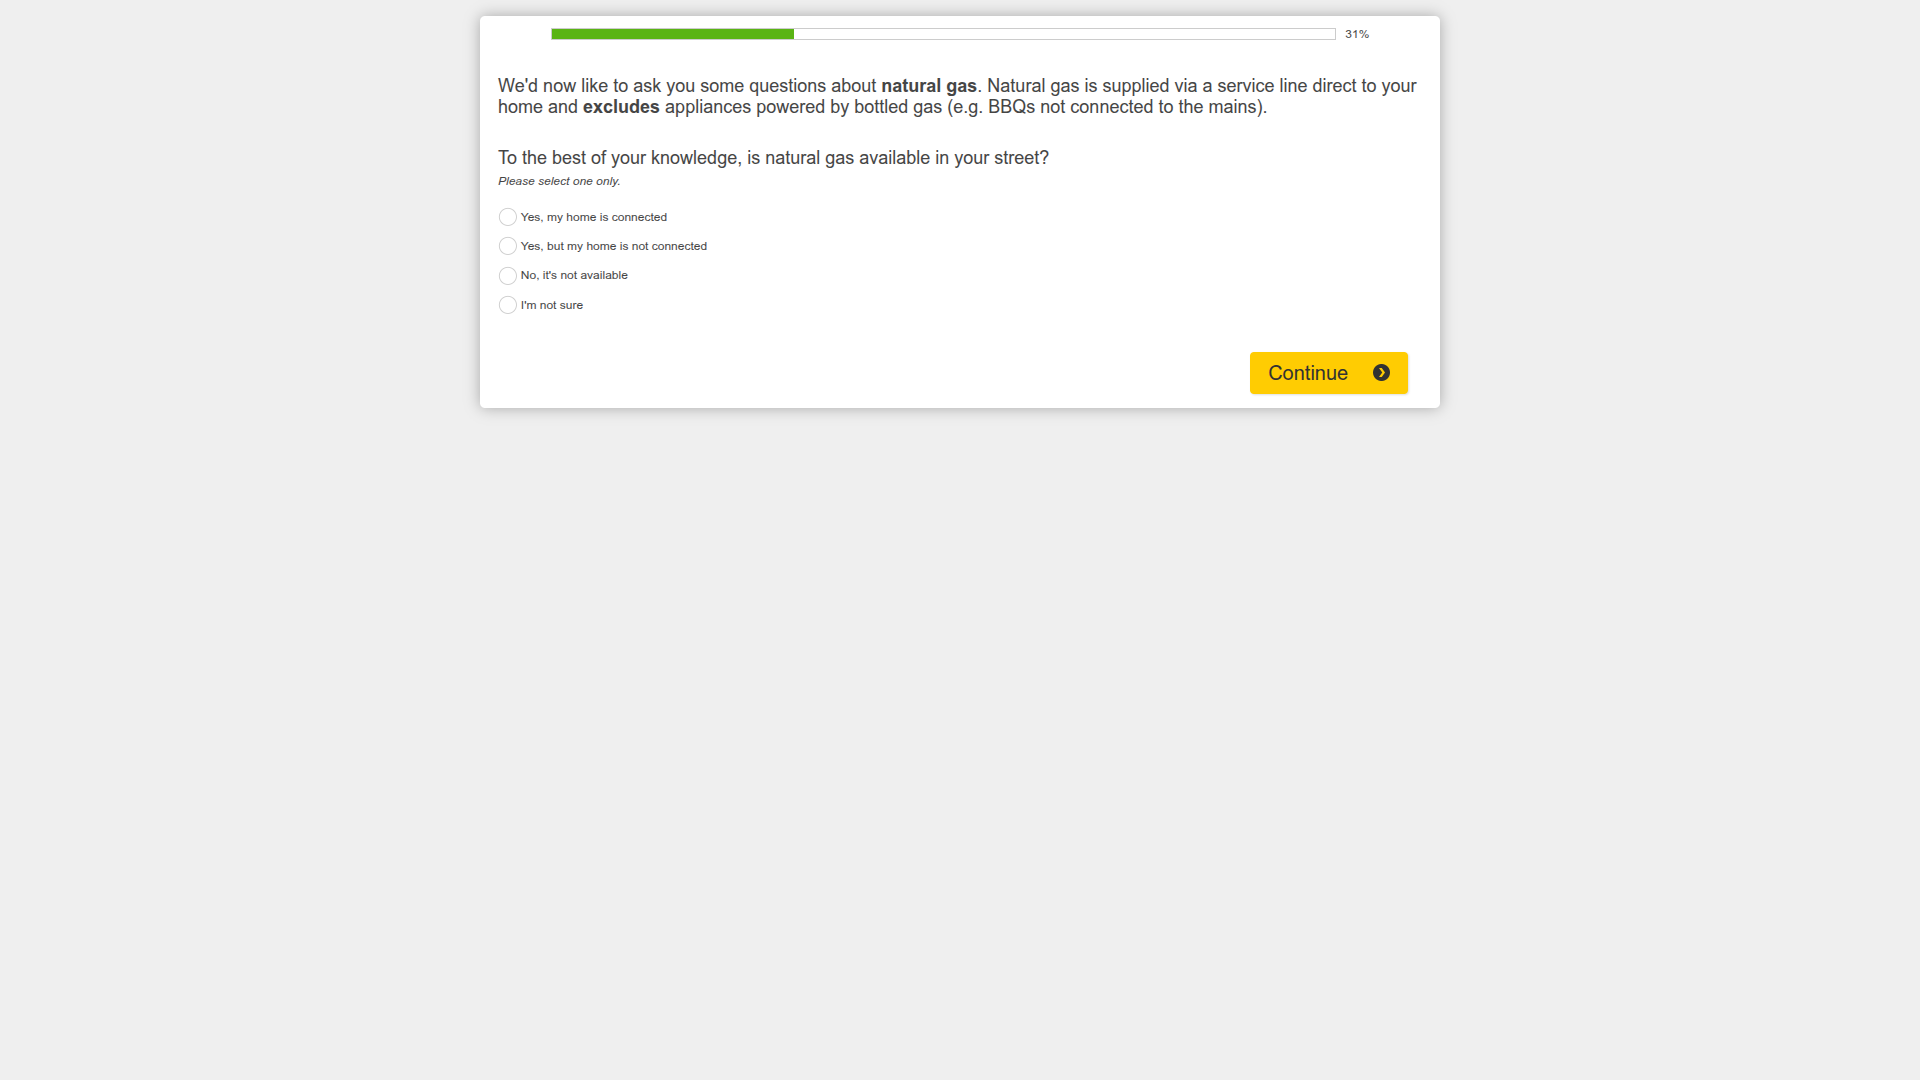 31%
We'd now like to ask you some questions about natural gas. Natural gas is supplied via a service line direct to your
home and excludes appliances powered by bottled gas (e.g. BBQs not connected to the mains).
To the best of your knowledge, is natural gas available in your street?
Please select one only.
Yes, my home is connected
Yes, but my home is not connected
No, it's not available
I'm not sure
Continue